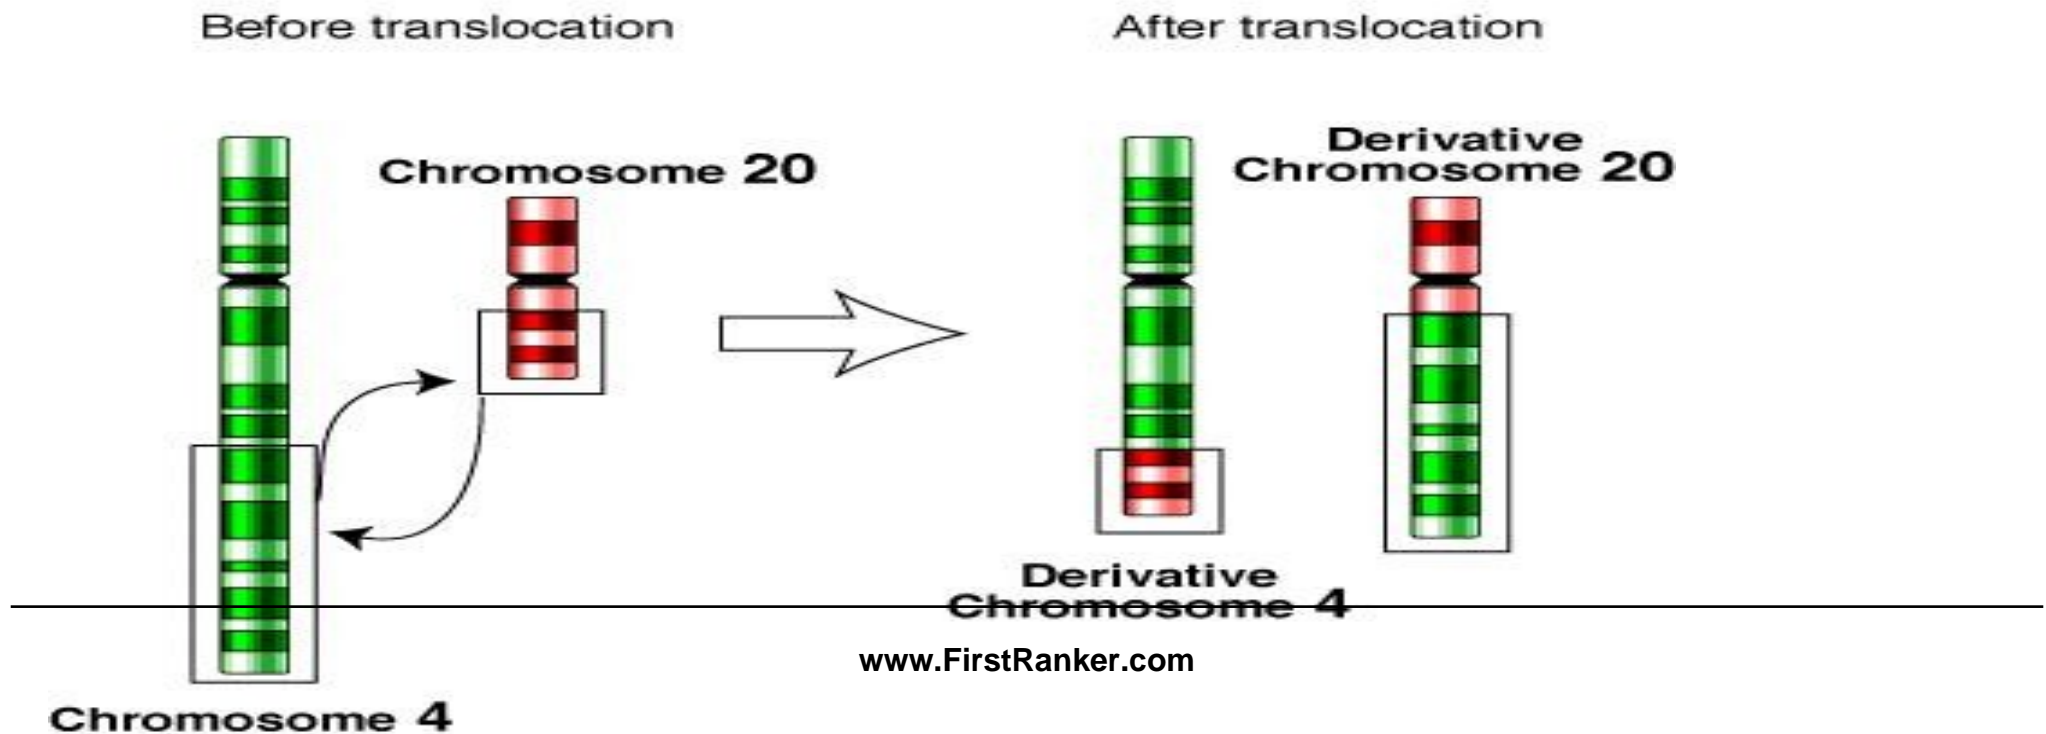 Before translocation
After translocation
Chromosome 20
Derivative
Chromosome 20
Derivative
Chromosome 4
www.FirstRanker.com
Chromosome 4